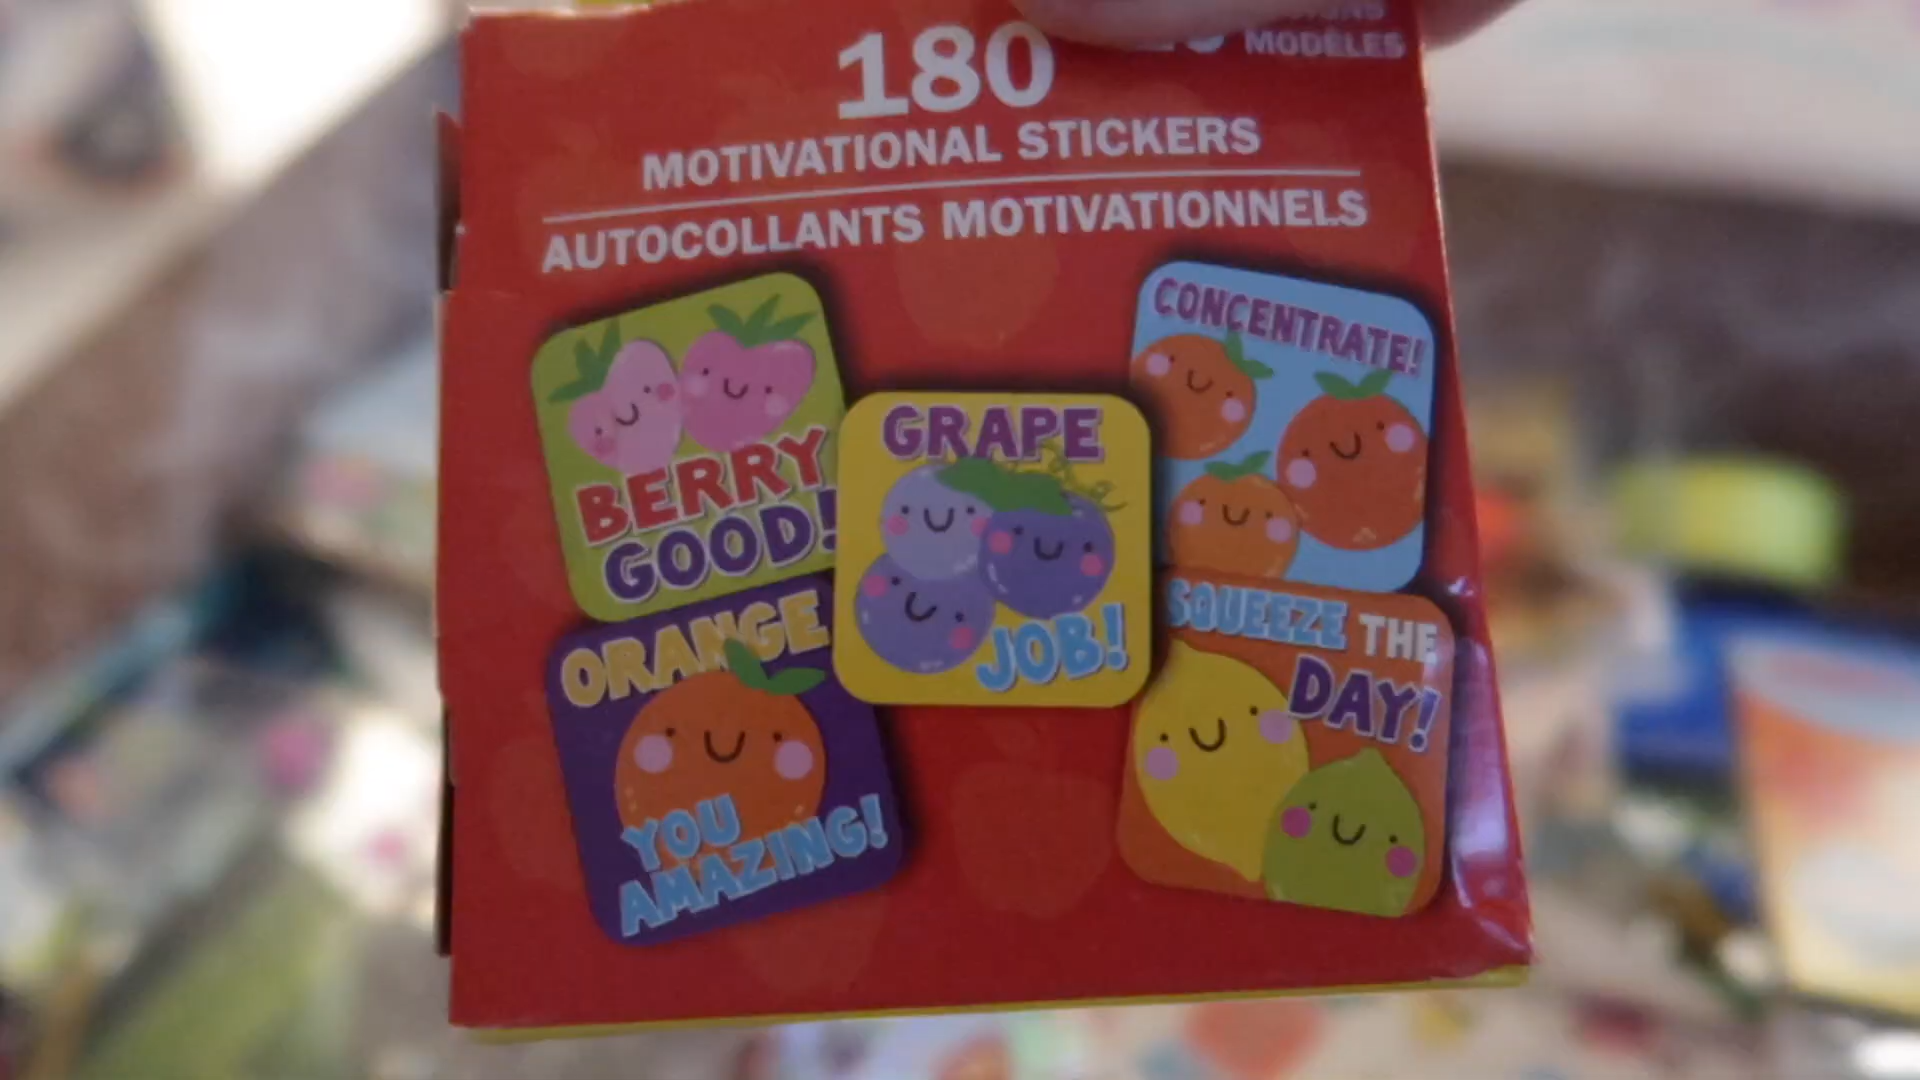 180
MODÈLES
MOTIVATIONAL STICKERS
AUTOCOLLANTS MOTIVATIONNELS
BERRY
GOOD!
GRAPE
JOB!
CONCENTRATE!
ORANGE
YOU
AMAZING!
SQUEEZE THE
DAY!